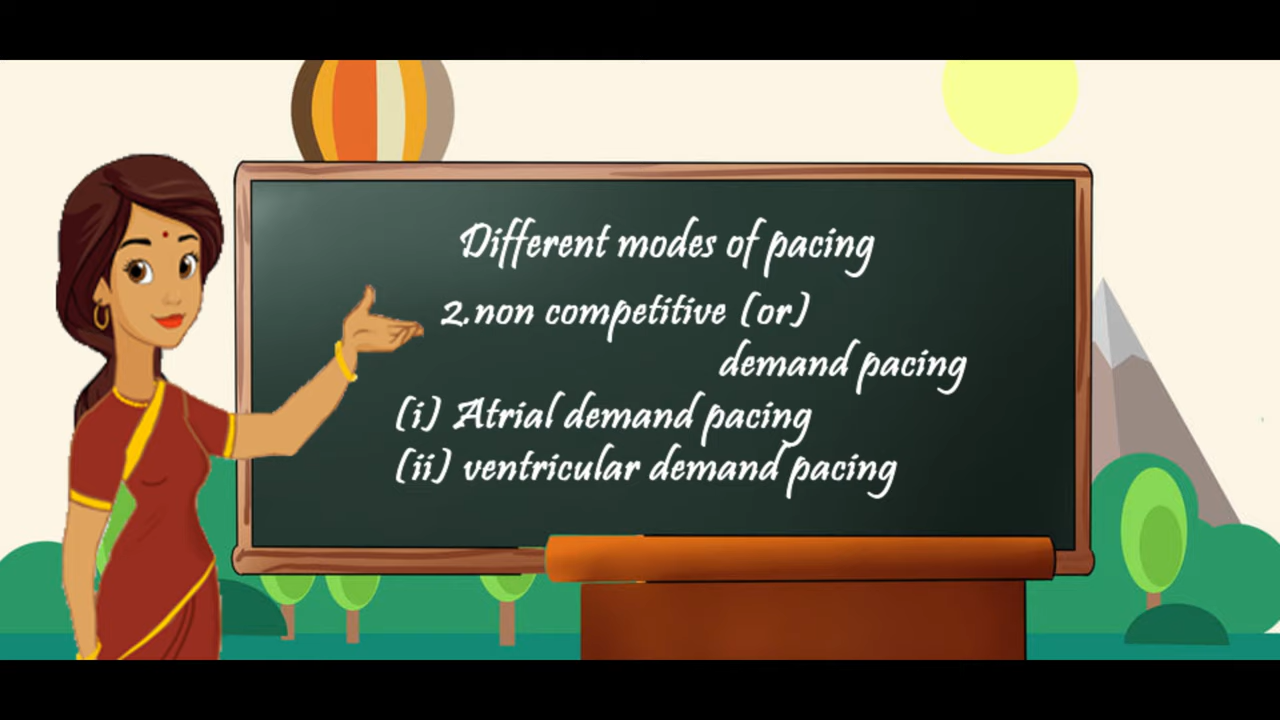 Different modes of pacing
2.non competitive (or)
demand pacing
(i) Atrial demand pacing
(ii) ventricular demand pacing